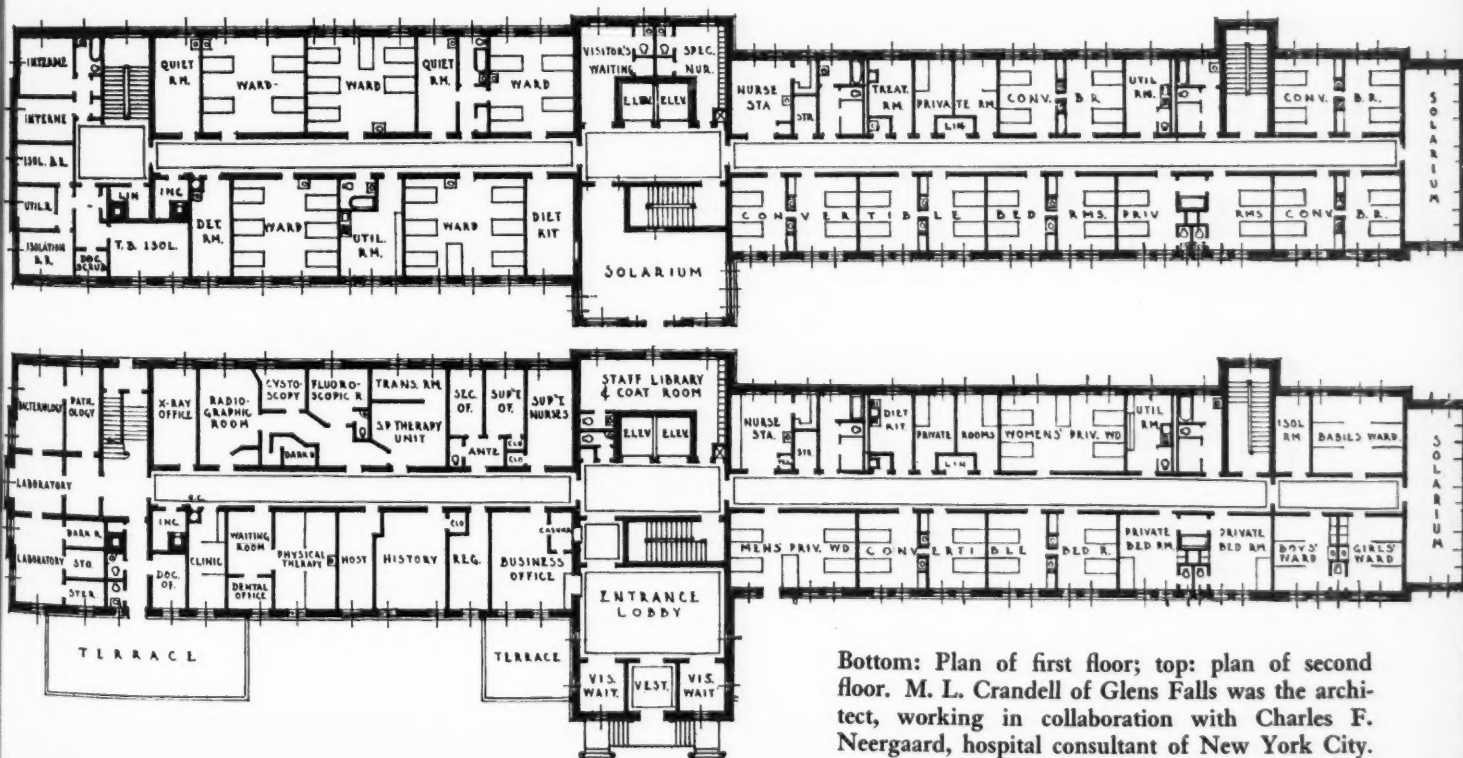 INTERNE
QUIET
RM.
WARD
WARD
QUIET
RM.
WARD
VISITOR'S
WAITING
SPEC.
NUR.
ELEV.
ELEV.
NURSE
STA
STR
TREAT.
RM.
PRIVATE RM
LIN
CONV. B.R
UTIL
RM.
CONV. B.R.
SOLARIUM
INTERNE
ISOL. B.R.
UTIL.R.
ISOLATION
B.R.
DOC.
SCRUB
LIN
INC
T.B. ISOL.
DET.
RM.
WARD
UTIL.
RM.
WARD
DIET
KIT
SOLARIUM
CONVERTIBLE BED RMS.
PRIV RMS
CONV. B.R.
BACTERIOLOGY
PATH-
OLOGY
X-RAY
OFFICE
RADIO-
GRAPHIC
ROOM
CYSTO-
SCOPY
FLUORO-
SCOPIC R.
DARK R
TRANS. RM.
S.P. THERAPY
UNIT
SEC.
OF.
SUP'T
OF.
ANTE
CLO
CLO
SUP'T
NURSES
STAFF LIBRARY
& COAT ROOM
ELEV
ELEV.
NURSE
STA.
STR
DIET
KIT.
PRIVATE ROOMS
LIN
WOMENS' PRIV. WD
UTIL
RM.
ISOL
RM
BABIES WARD.
SOLARIUM
LABORATORY
LABORATORY
DARK R.
STO.
STER.
INC
DOC.
OF.
CLINIC
WAITING
ROOM
DENTAL
OFFICE
PHYSICAL
THERAPY
HOST
HISTORY
CLO
REG.
BUSINESS
OFFICE
CASHIER
ENTRANCE
LOBBY
MENS' PRIV. WD
CONVERTIBLE BED R.
PRIVATE
BED RM.
PRIVATE
BED RM
BOYS'
WARD
GIRLS'
WARD
TERRACE
TERRACE
VIS.
WAIT.
VEST.
VIS.
WAIT
Bottom: Plan of first floor; top: plan of second
floor. M. L. Crandell of Glens Falls was the archi-
tect, working in collaboration with Charles F.
Neergaard, hospital consultant of New York City.